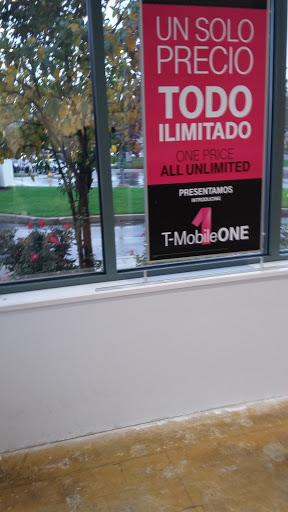 UN SOLO
PRECIO
TODO
ILIMITADO
ONE PRICE
ALL UNLIMITED
PRESENTAMOS
INTRODUCING
1
T-MobileONE